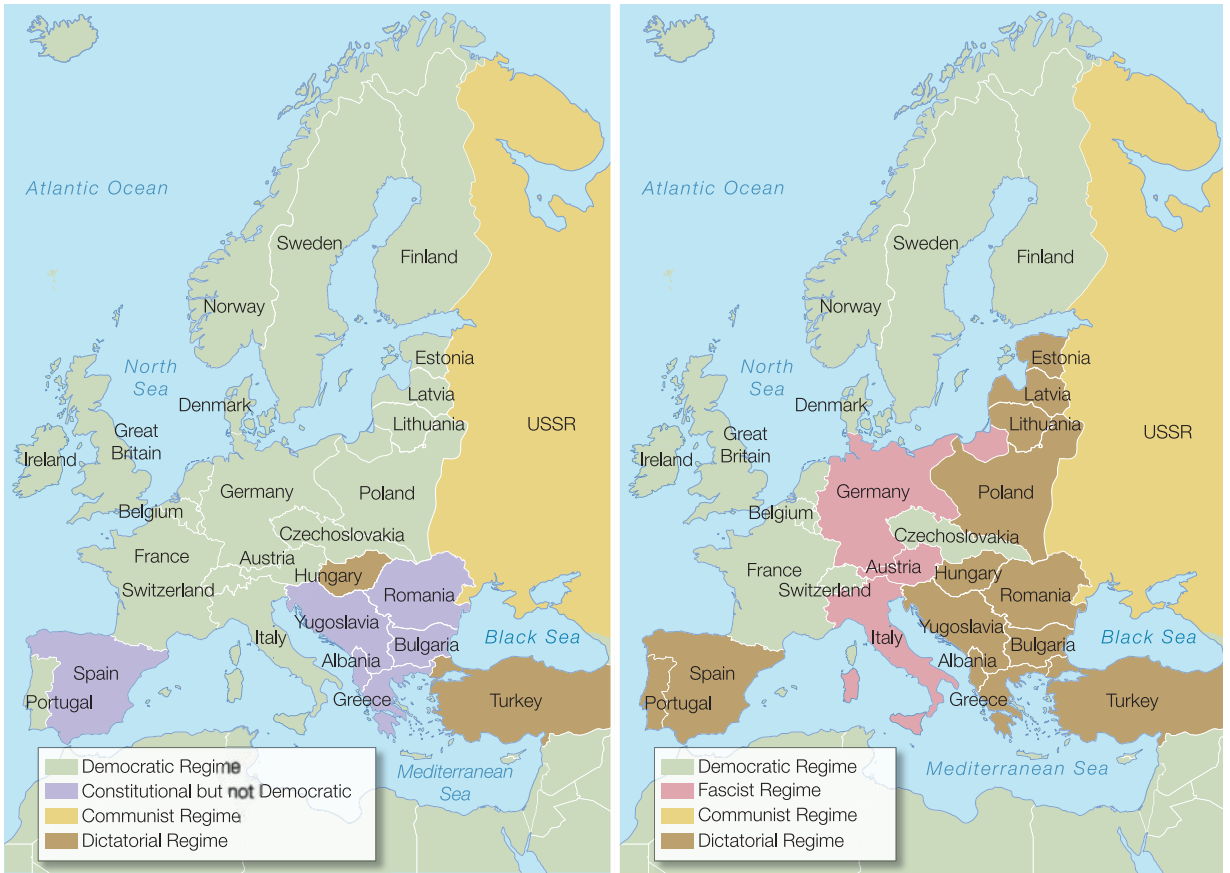 Atlantic Ocean
Sweden
Finland
Norway
North
Sea
Estonia
Latvia
Denmark
Lithuania
Great
Britain
Ireland
USSR
Germany
Poland
Belgium
Czechoslovakia
France
Austria
Hungary
Switzerland
Romania
Yugoslavia
Italy
Bulgaria
Black Sea
Albania
Spain
Portugal
Greece
Turkey
Mediterranean
Sea
Democratic Regime
Constitutional but not Democratic
Communist Regime
Dictatorial Regime
Atlantic Ocean
Sweden
Finland
Norway
North
Sea
Estonia
Latvia
Denmark
Lithuania
Great
Britain
Ireland
USSR
Germany
Poland
Belgium
Czechoslovakia
France
Austria
Hungary
Switzerland
Romania
Yugoslavia
Italy
Bulgaria
Black Sea
Albania
Spain
Portugal
Greece
Turkey
Mediterranean Sea
Democratic Regime
Fascist Regime
Communist Regime
Dictatorial Regime